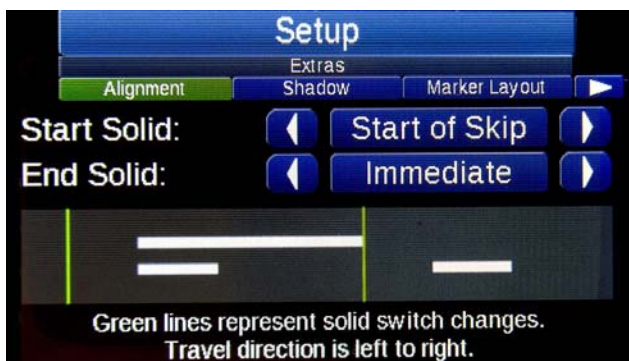 Setup
Extras
Alignment Shadow Marker Layout
Start Solid: Start of Skip
End Solid: Immediate
Green lines represent solid switch changes.
Travel direction is left to right.